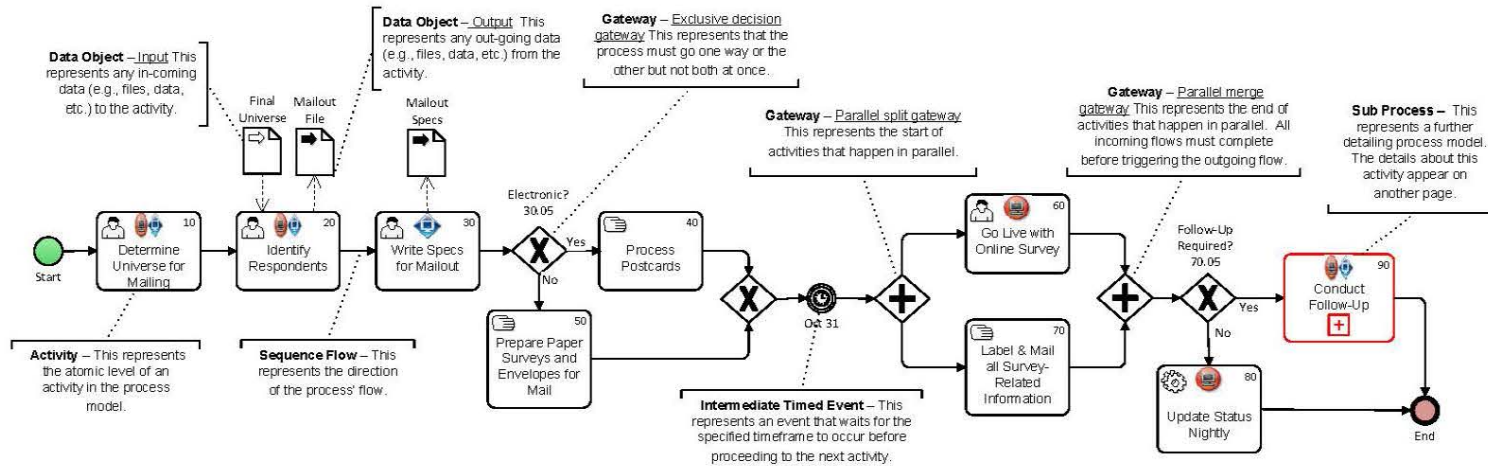 Data Object – Input This
represents any in-coming
data (e.g., files, data,
etc.) to the activity.
Data Object – Output This
represents any out-going data
(e.g., files, data, etc.) from the
activity.
Gateway – Exclusive decision
gateway This represents that the
process must go one way or the
other but not both at once.
Gateway – Parallel split gateway
This represents the start of
activities that happen in parallel.
Gateway – Parallel merge
gateway This represents the end of
activities that happen in parallel. All
incoming flows must complete
before triggering the outgoing flow.
Sub Process – This
represents a further
detailing process model.
The details about this
activity appear on
another page.
Final
Universe
Mailout
File
Mailout
Specs
Start
10
Determine
Universe for
Mailing
20
Identify
Respondents
30
Write Specs
for Mailout
Electronic?
30.05
Yes
No
40
Process
Postcards
50
Prepare Paper
Surveys and
Envelopes for
Mail
Oct 31
60
Go Live with
Online Survey
70
Label & Mail
all Survey-
Related
Information
Follow-Up
Required?
70.05
Yes
No
80
Update Status
Nightly
90
Conduct
Follow-Up
End
Activity – This represents
the atomic level of an
activity in the process
model.
Sequence Flow – This
represents the direction
of the process' flow.
Intermediate Timed Event – This
represents an event that waits for the
specified timeframe to occur before
proceeding to the next activity.